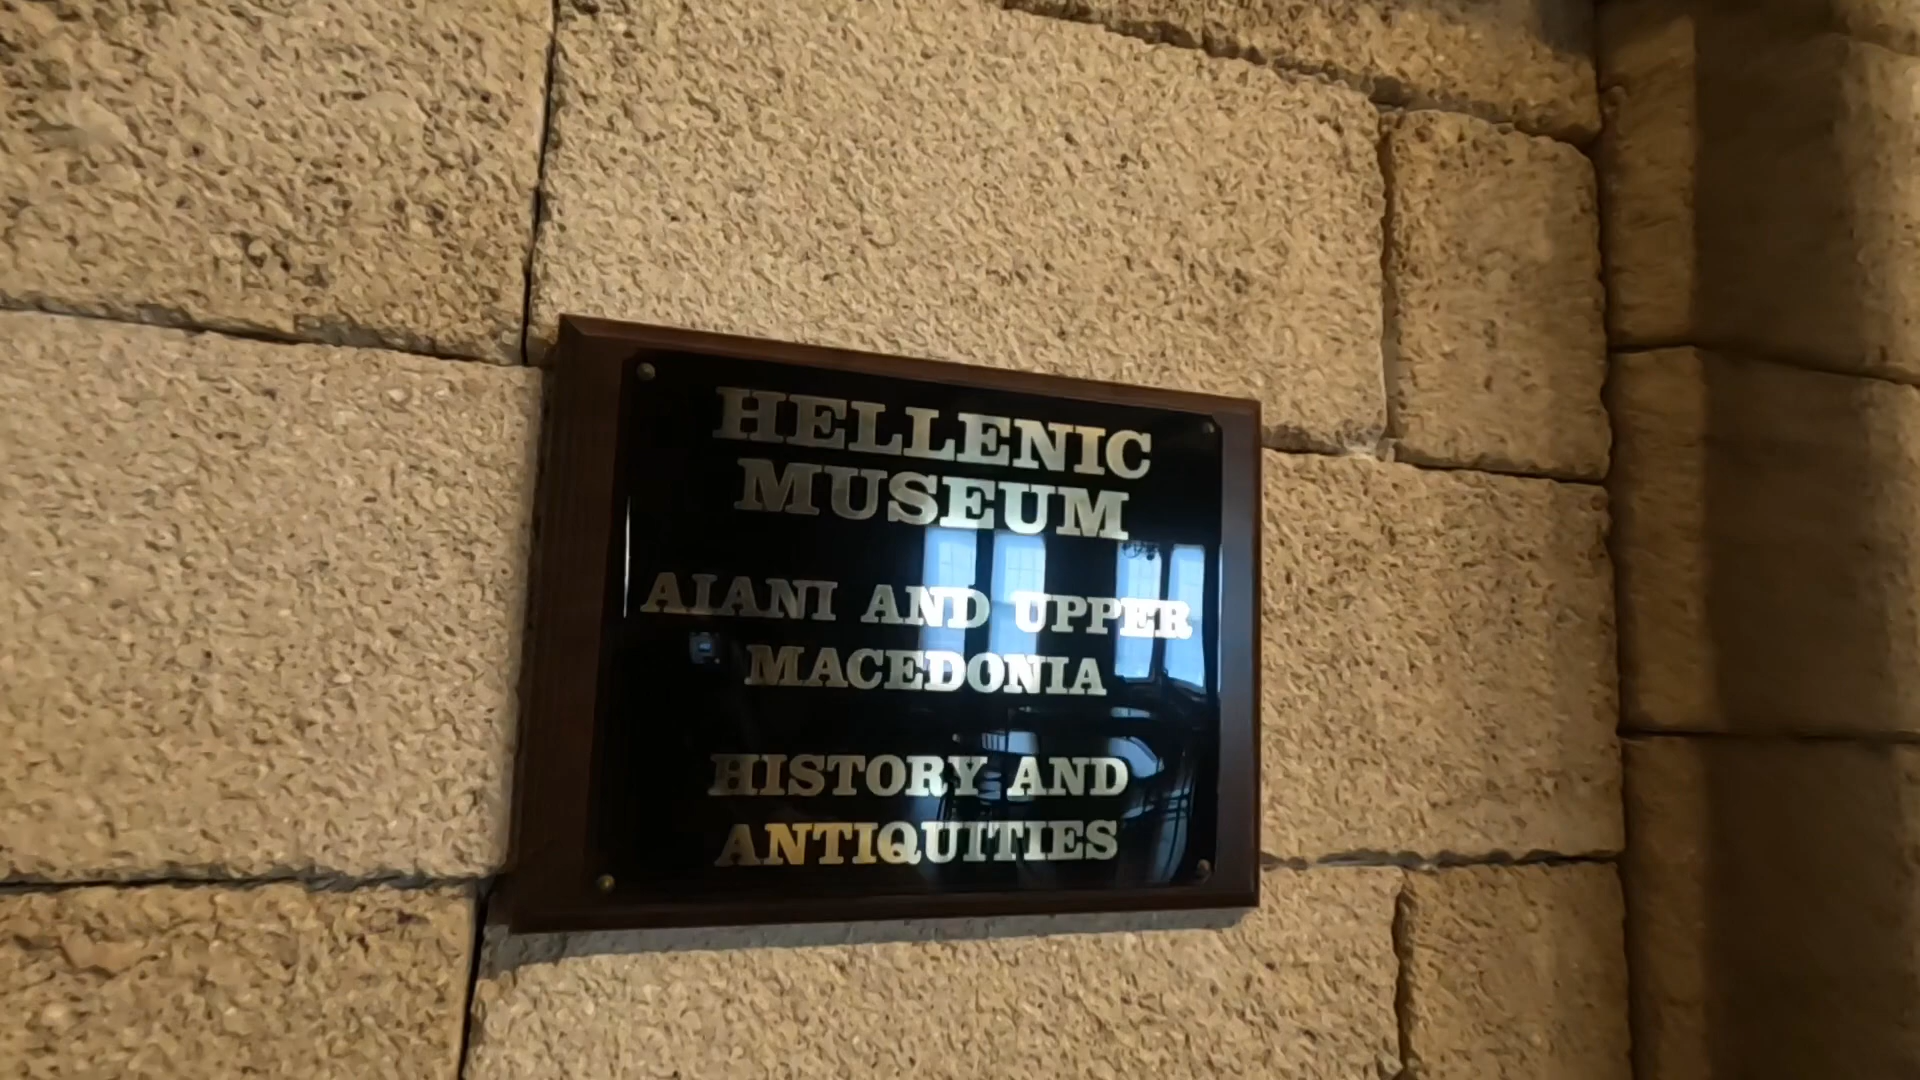 HELLENIC
MUSEUM
AIANI AND UPPER
MACEDONIA
HISTORY AND
ANTIQUITIES